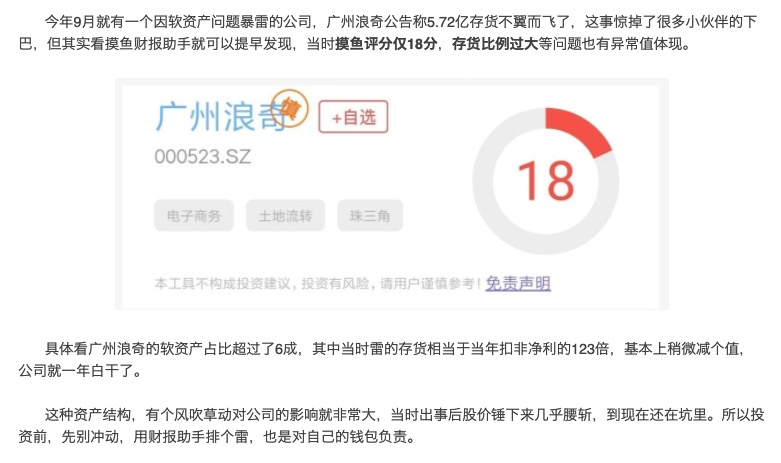 今年9月就有一个因软资产问题暴雷的公司，广州浪奇公告称5.72亿存货不翼而飞了，这事惊掉了很多小伙伴的下
巴，但其实看摸鱼财报助手就可以提早发现，当时摸鱼评分仅18分，存货比例过大等问题也有异常值体现。
广州浪奇
慎
+自选
000523.SZ
18
电子商务 土地流转 珠三角
本工具不构成投资建议，投资有风险，请用户谨慎参考！免责声明
具体看广州浪奇的软资产占比超过了6成，其中当时雷的存货相当于当年扣非净利的123倍，基本上稍微减个值，
公司就一年白干了。
这种资产结构，有个风吹草动对公司的影响就非常大，当时出事后股价锤下来几乎腰斩，到现在还在坑里。所以投
资前，先别冲动，用财报助手排个雷，也是对自己的钱包负责。